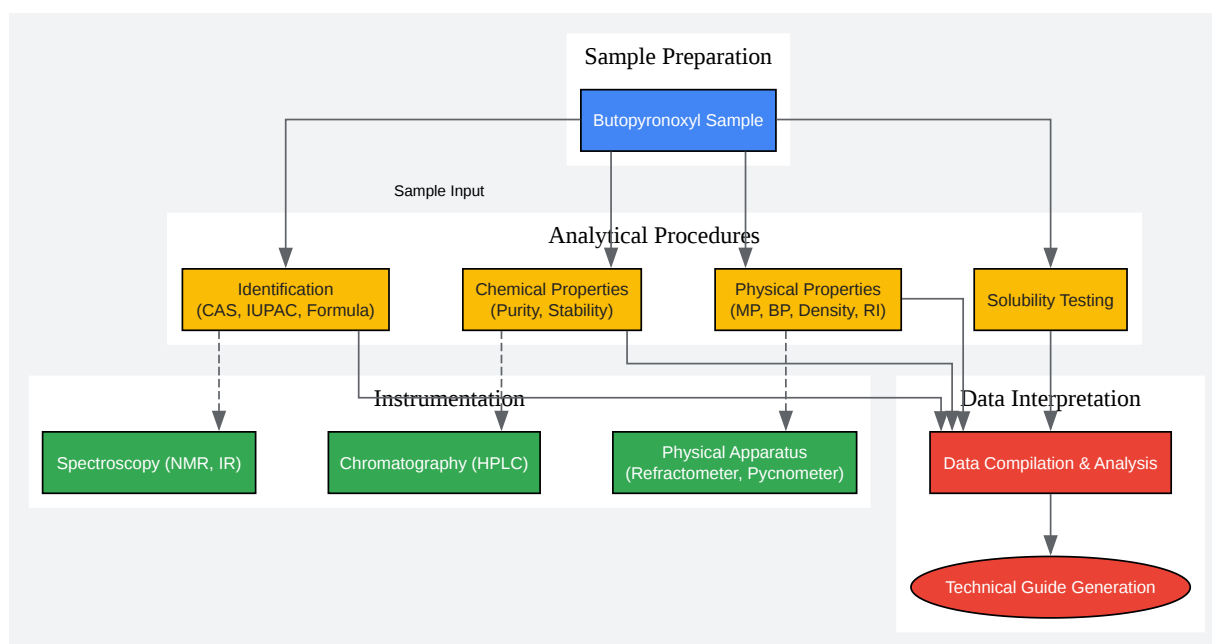 Sample Preparation
Butopyronoxyl Sample
Sample Input
Analytical Procedures
Identification
(CAS, IUPAC, Formula)
Chemical Properties
(Purity, Stability)
Physical Properties
(MP, BP, Density, RI)
Solubility Testing
Instrumentation
Data Interpretation
Spectroscopy (NMR, IR)
Chromatography (HPLC)
Physical Apparatus
(Refractometer, Pycnometer)
Data Compilation & Analysis
Technical Guide Generation